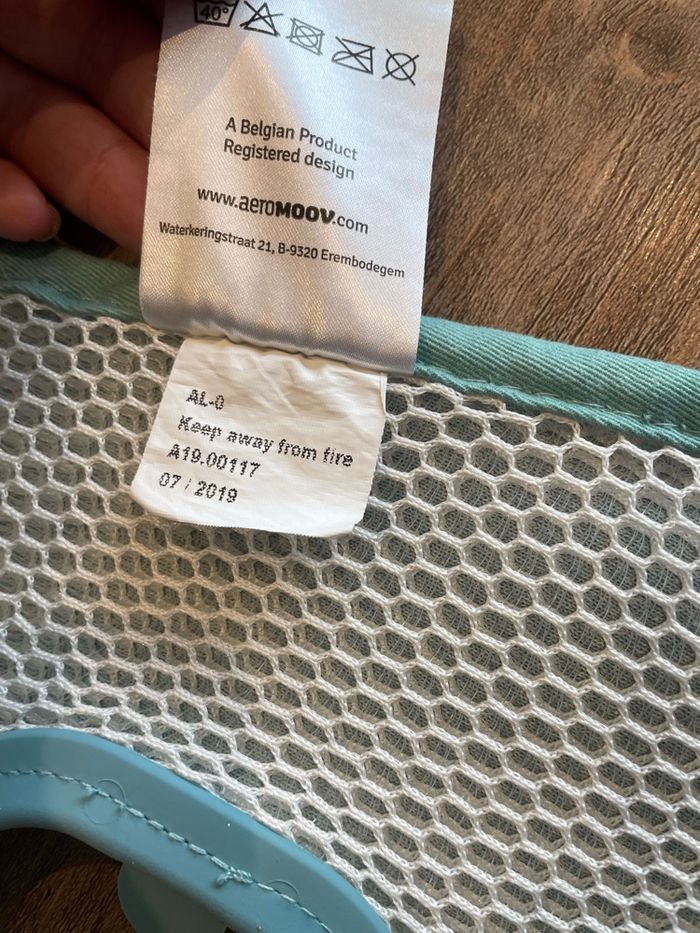 40°
A Belgian Product
Registered design
www.aeroMOOV.com
Waterkeringstraat 21, B-9320 Erembodegem
AL-0
Keep away from fire
A19.00117
07 / 2019